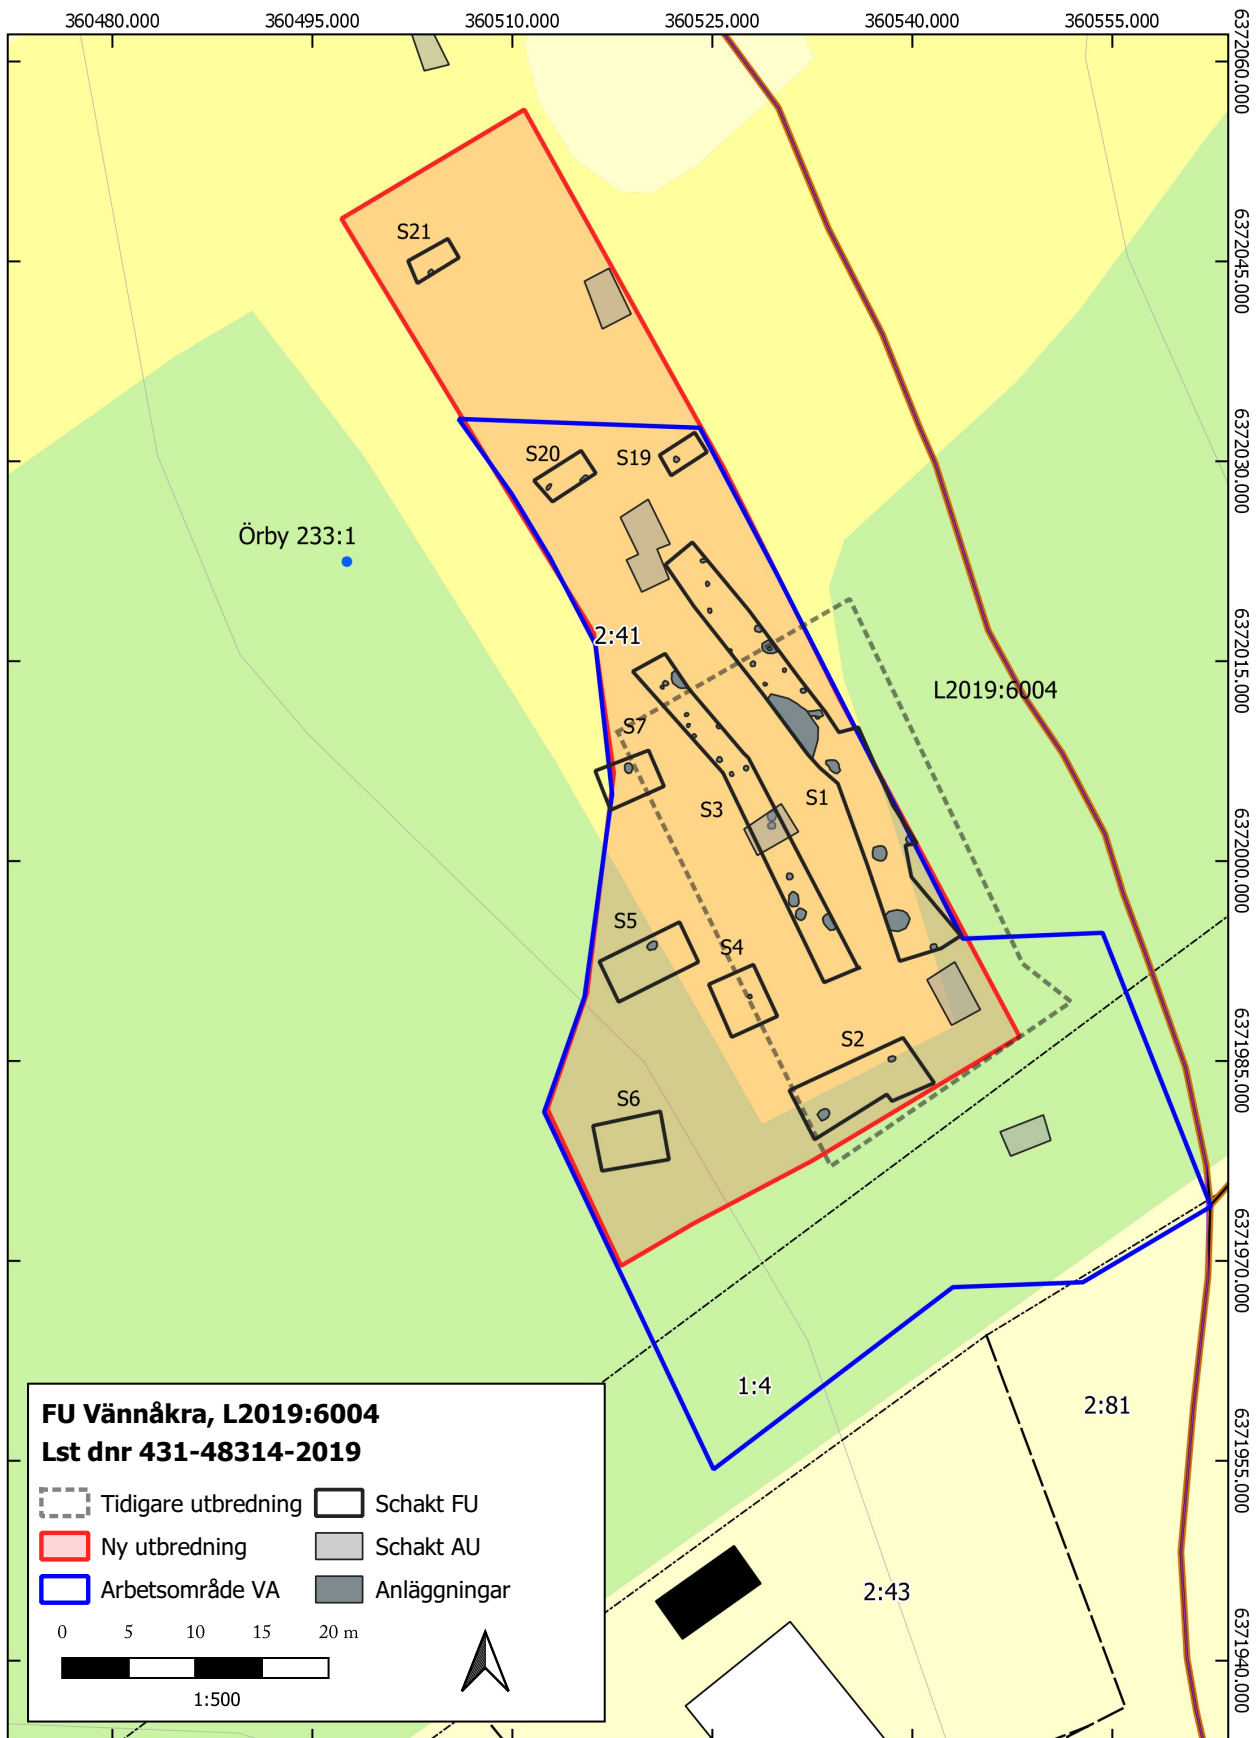 360480.000 360495.000 360510.000 360525.000 360540.000 360555.000
6372060.000
6372045.000
6372030.000
6372015.000
6372000.000
6371985.000
6371970.000
6371955.000
6371940.000
S21
S20
S19
Örby 233:1
2:41
L2019:6004
S7
S3
S1
S5
S4
S2
S6
1:4
2:81
2:43
FU Vännåkra, L2019:6004
Lst dnr 431-48314-2019
Tidigare utbredning
Schakt FU
Ny utbredning
Schakt AU
Arbetsområde VA
Anläggningar
0 5 10 15 20 m
1:500